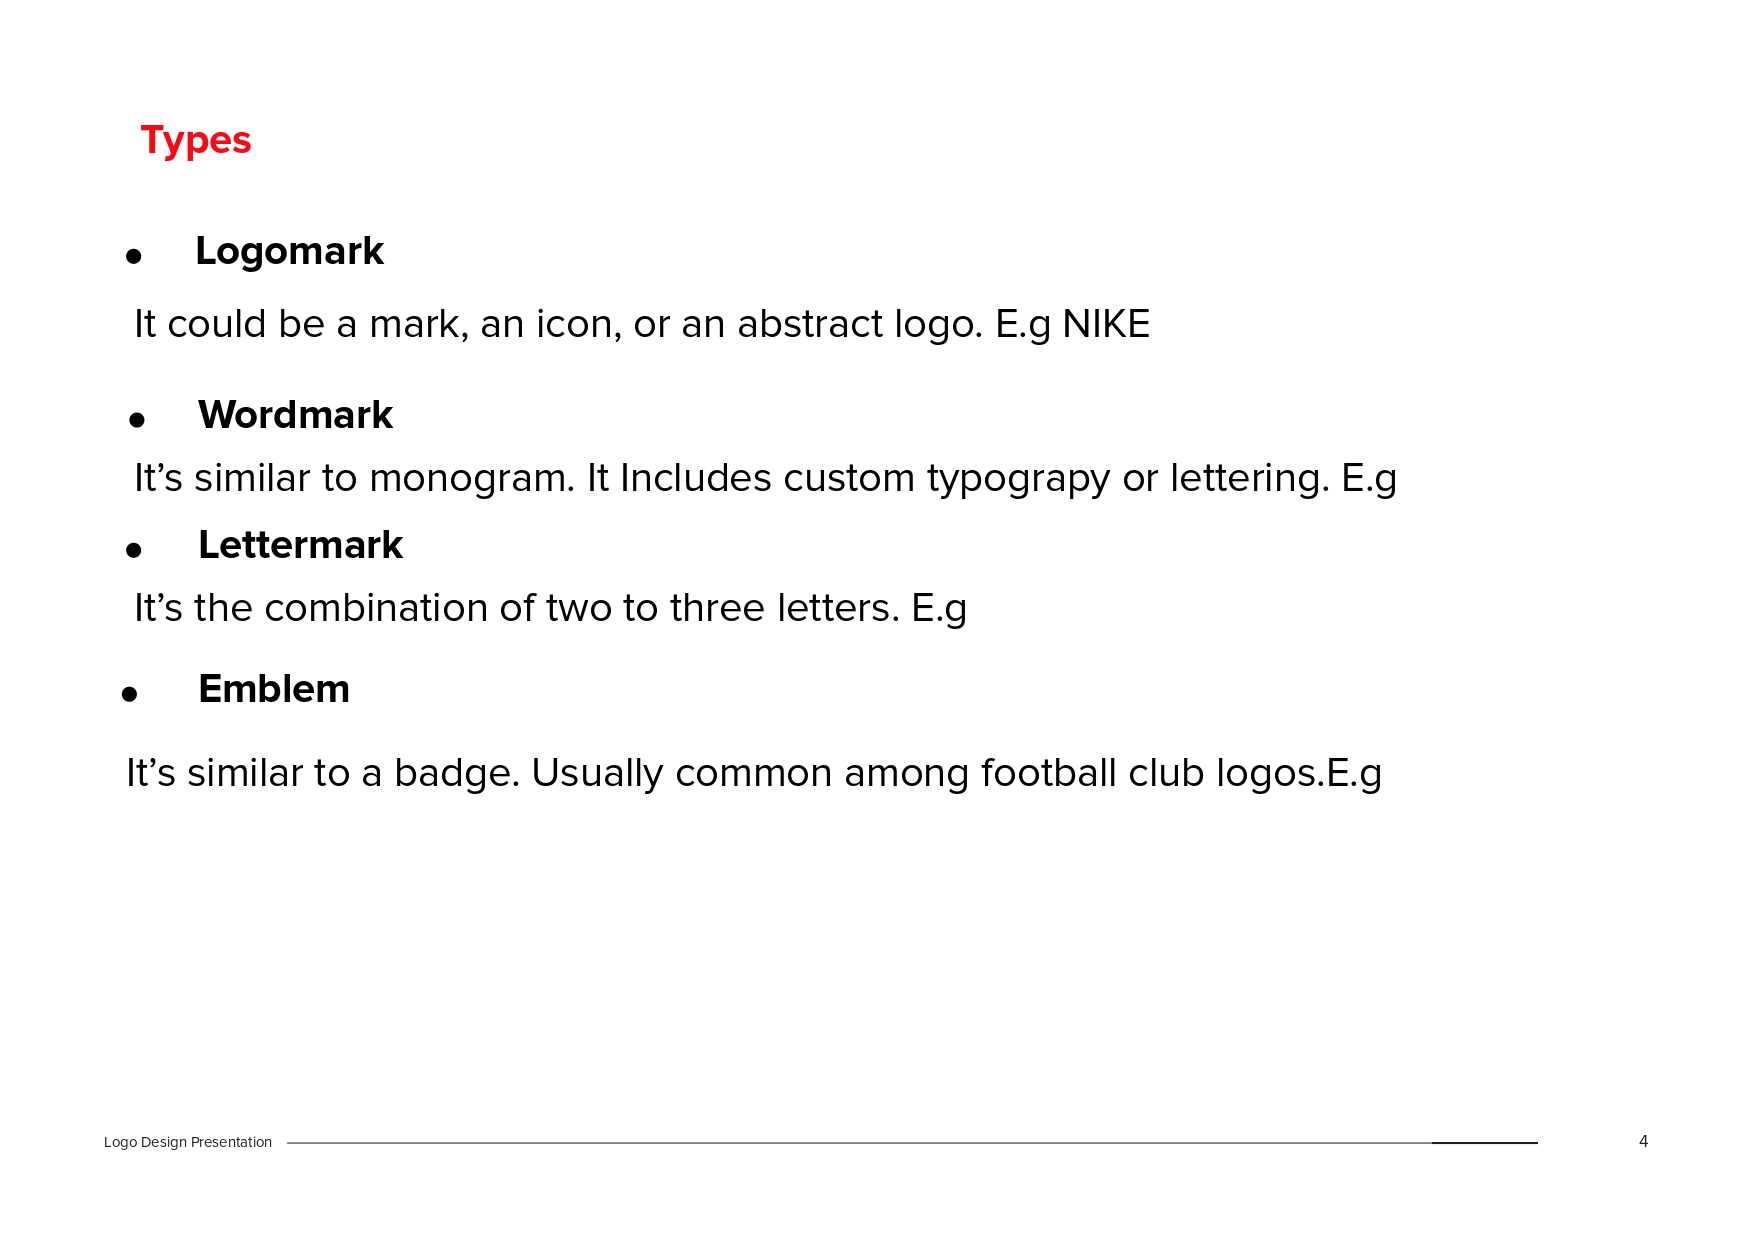 Types
• Logomark
It could be a mark, an icon, or an abstract logo. E.g NIKE
• Wordmark
It’s similar to monogram. It Includes custom typograpy or lettering. E.g
• Lettermark
It’s the combination of two to three letters. E.g
• Emblem
It’s similar to a badge. Usually common among football club logos.E.g
Logo Design Presentation 4